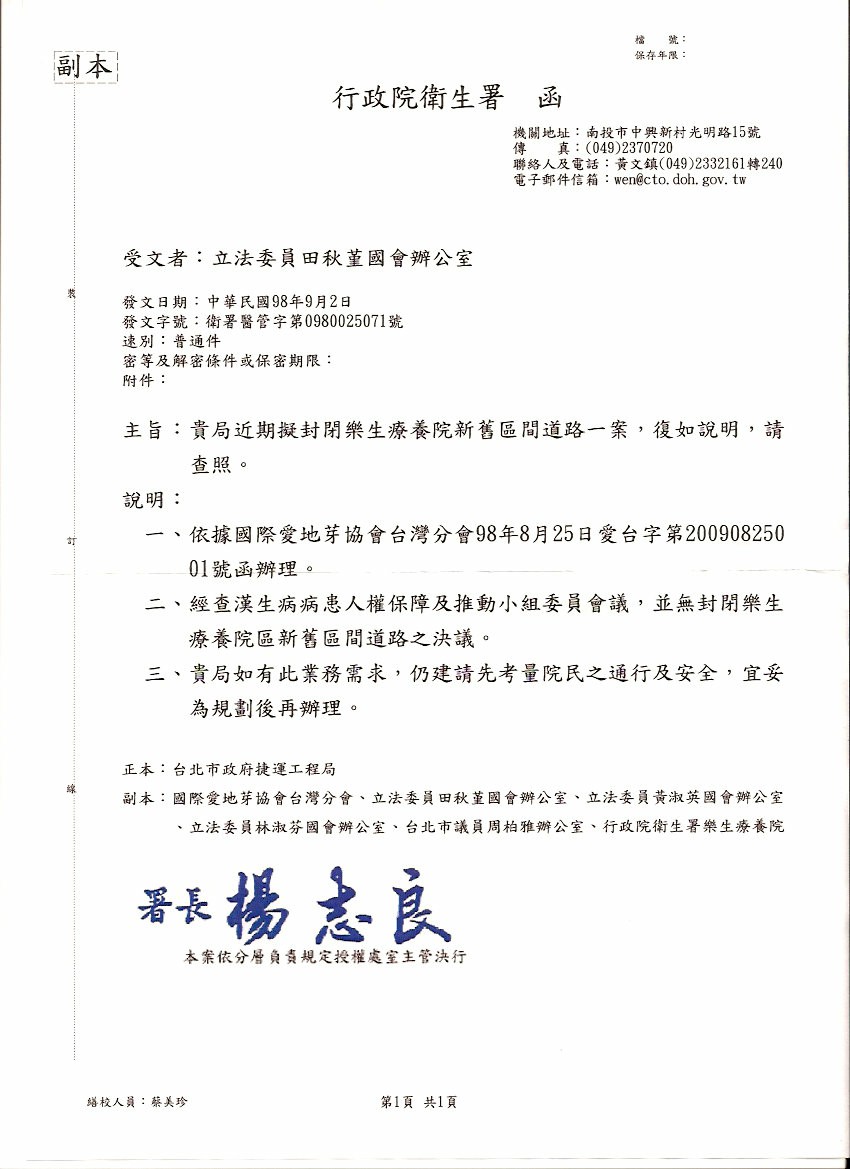 檔　　號：
保存年限：
副本
行政院衛生署　函
機關地址：南投市中興新村光明路15號
傳　　真：(049)2370720
聯絡人及電話：黃文鎮(049)2332161轉240
電子郵件信箱：wen@cto.doh.gov.tw
受文者：立法委員田秋堇國會辦公室
發文日期：中華民國98年9月2日
發文字號：衛署醫管字第0980025071號
速別：普通件
密等及解密條件或保密期限：
附件：
主旨：貴局近期擬封閉樂生療養院新舊區間道路一案，復如說明，請
查照。
說明：
一、依據國際愛地芽協會台灣分會98年8月25日愛台字第200908250
01號函辦理。
二、經查漢生病病患人權保障及推動小組委員會議，並無封閉樂生
療養院區新舊區間道路之決議。
三、貴局如有此業務需求，仍建請先考量院民之通行及安全，宜妥
為規劃後再辦理。
正本：台北市政府捷運工程局
副本：國際愛地芽協會台灣分會、立法委員田秋堇國會辦公室、立法委員黃淑英國會辦公室
、立法委員林淑芬國會辦公室、台北市議員周柏雅辦公室、行政院衛生署樂生療養院
署長 楊志良
本案依分層負責規定授權處室主管決行
裝
訂
線
繕校人員：蔡美珍
第1頁 共1頁